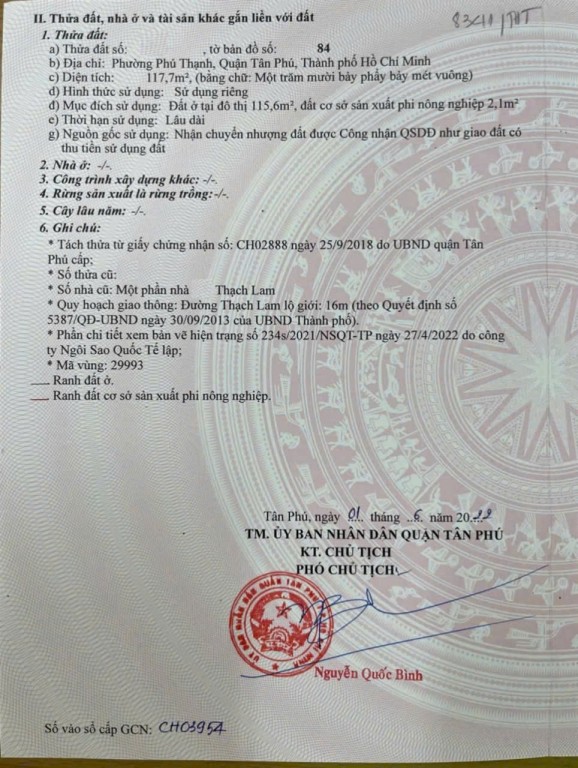 II. Thửa đất, nhà ở và tài sản khác gắn liền với đất
1. Thửa đất:
a) Thửa đất số: , tờ bản đồ số: 84
b) Địa chỉ: Phường Phú Thạnh, Quận Tân Phú, Thành phố Hồ Chí Minh
c) Diện tích: 117,7m², (bằng chữ: Một trăm mười bảy phẩy bảy mét vuông)
d) Hình thức sử dụng: Sử dụng riêng
đ) Mục đích sử dụng: Đất ở tại đô thị 115,6m², đất cơ sở sản xuất phi nông nghiệp 2,1m²
e) Thời hạn sử dụng: Lâu dài
g) Nguồn gốc sử dụng: Nhận chuyển nhượng đất được Công nhận QSDĐ như giao đất có
thu tiền sử dụng đất
2. Nhà ở: -/-.
3. Công trình xây dựng khác: -/-.
4. Rừng sản xuất là rừng trồng: -/-.
5. Cây lâu năm: -/-.
6. Ghi chú:
* Tách thửa từ giấy chứng nhận số: CH02888 ngày 25/9/2018 do UBND quận Tân
Phú cấp;
* Số thửa cũ:
* Số nhà cũ: Một phần nhà Thạch Lam
* Quy hoạch giao thông: Đường Thạch Lam lộ giới: 16m (theo Quyết định số
5387/QĐ-UBND ngày 30/09/2013 của UBND Thành phố).
* Phần chi tiết xem bản vẽ hiện trạng số 234s/2021/NSQT-TP ngày 27/4/2022 do công
ty Ngôi Sao Quốc Tế lập;
* Mã vùng: 29993
Ranh đất ở.
Ranh đất cơ sở sản xuất phi nông nghiệp.
Tân Phú, ngày 01 tháng 6 năm 2022
TM. ỦY BAN NHÂN DÂN QUẬN TÂN PHÚ
KT. CHỦ TỊCH
PHÓ CHỦ TỊCH
Nguyễn Quốc Bình
Số vào sổ cấp GCN: CH03954